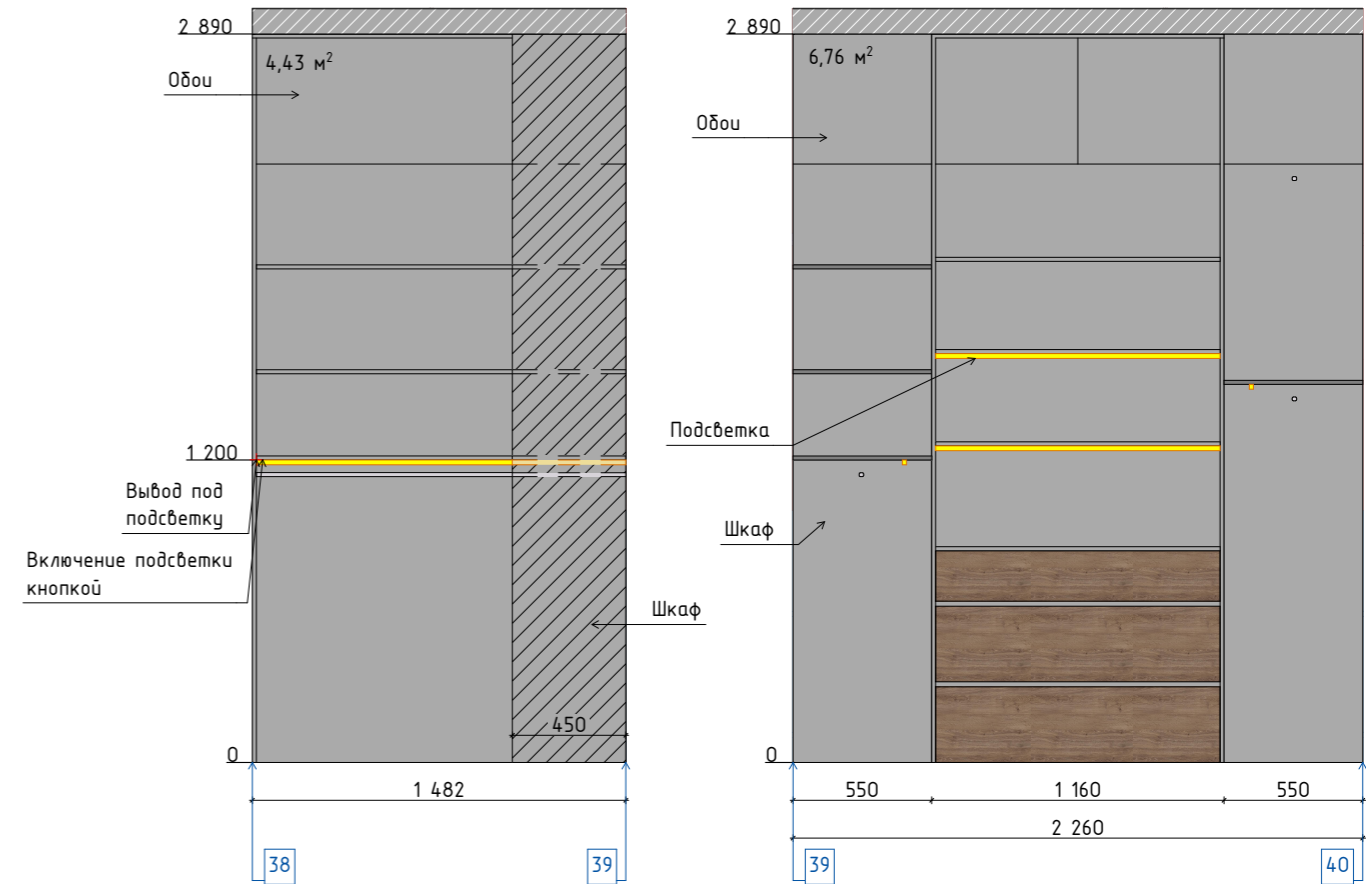 2 890
4,43 м²
Обои
1 200
Вывод под
подсветку
Включение подсветки
кнопкой
Шкаф
450
0
1 482
38
39
2 890
6,76 м²
Обои
Подсветка
Шкаф
0
550
1 160
550
2 260
39
40